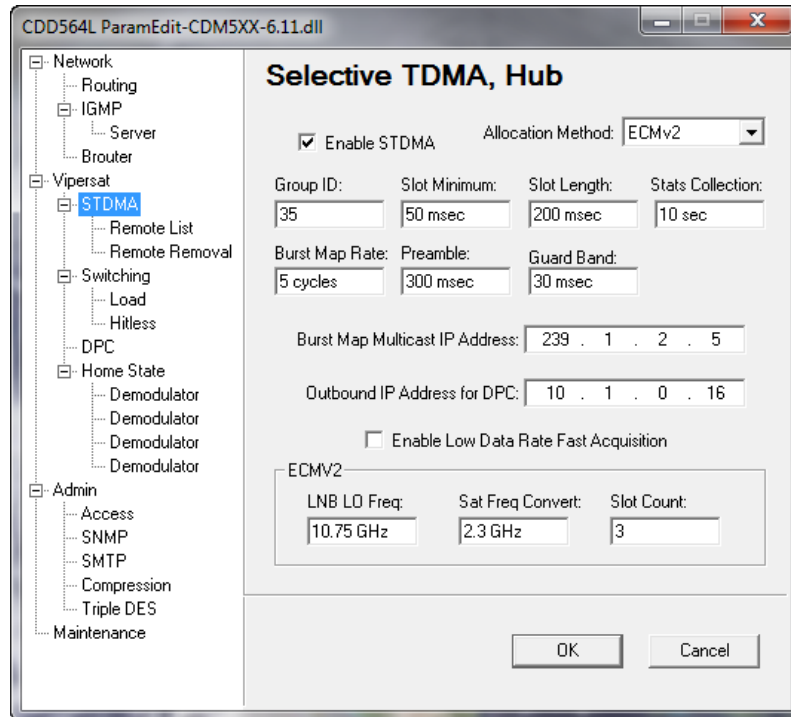 CDD564L ParamEdit-CDM5XX-6.11.dll
Network
Routing
IGMP
Server
Brouter
Vipersat
STDMA
Remote List
Remote Removal
Switching
Load
Hitless
DPC
Home State
Demodulator
Demodulator
Demodulator
Demodulator
Admin
Access
SNMP
SMTP
Compression
Triple DES
Maintenance
Selective TDMA, Hub
Enable STDMA
Allocation Method: ECMv2
Group ID: Slot Minimum: Slot Length: Stats Collection:
35 50 msec 200 msec 10 sec
Burst Map Rate: Preamble: Guard Band:
5 cycles 300 msec 30 msec
Burst Map Multicast IP Address: 239 . 1 . 2 . 5
Outbound IP Address for DPC: 10 . 1 . 0 . 16
Enable Low Data Rate Fast Acquisition
ECMV2
LNB LO Freq: Sat Freq Convert: Slot Count:
10.75 GHz 2.3 GHz 3
OK Cancel